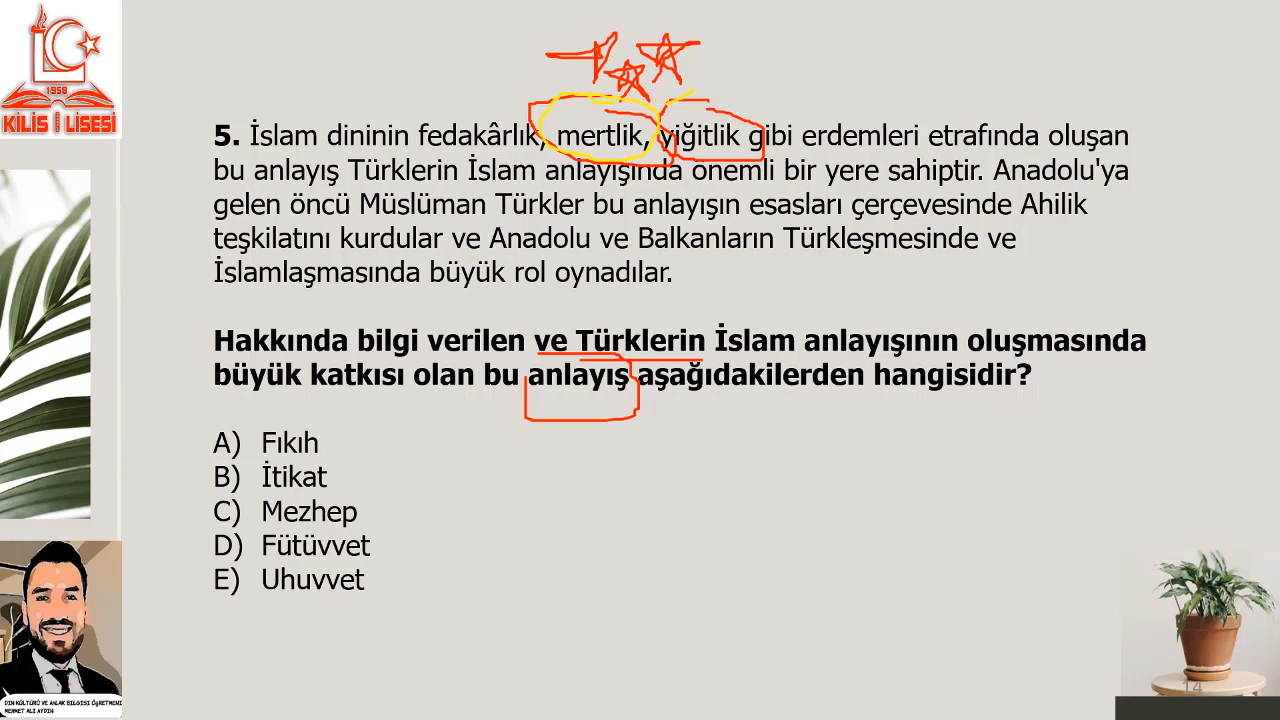 1958
KİLİS İ LİSESİ
5. İslam dininin fedakârlık, mertlik, yiğitlik gibi erdemleri etrafında oluşan
bu anlayış Türklerin İslam anlayışında önemli bir yere sahiptir. Anadolu'ya
gelen öncü Müslüman Türkler bu anlayışın esasları çerçevesinde Ahilik
teşkilatını kurdular ve Anadolu ve Balkanların Türkleşmesinde ve
İslamlaşmasında büyük rol oynadılar.
Hakkında bilgi verilen ve Türklerin İslam anlayışının oluşmasında
büyük katkısı olan bu anlayış aşağıdakilerden hangisidir?
A) Fıkıh
B) İtikat
C) Mezhep
D) Fütüvvet
E) Uhuvvet
DİN KÜLTÜRÜ VE AHLAK BİLGİSİ ÖĞRETMENİ
MEHMET ALİ AYDIN
14